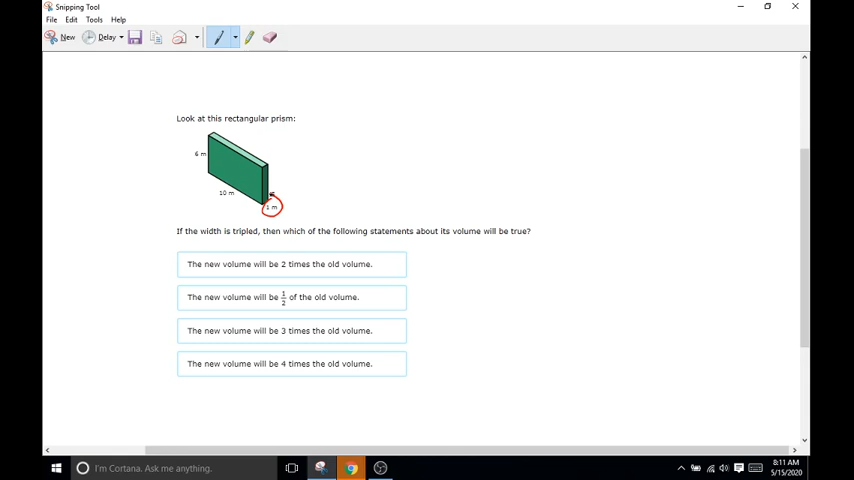 Snipping Tool
File Edit Tools Help
New Delay
Look at this rectangular prism:
6 m
10 m
1 m
If the width is tripled, then which of the following statements about its volume will be true?
The new volume will be 2 times the old volume.
The new volume will be 1/2 of the old volume.
The new volume will be 3 times the old volume.
The new volume will be 4 times the old volume.
I'm Cortana. Ask me anything.
8:11 AM
5/15/2020